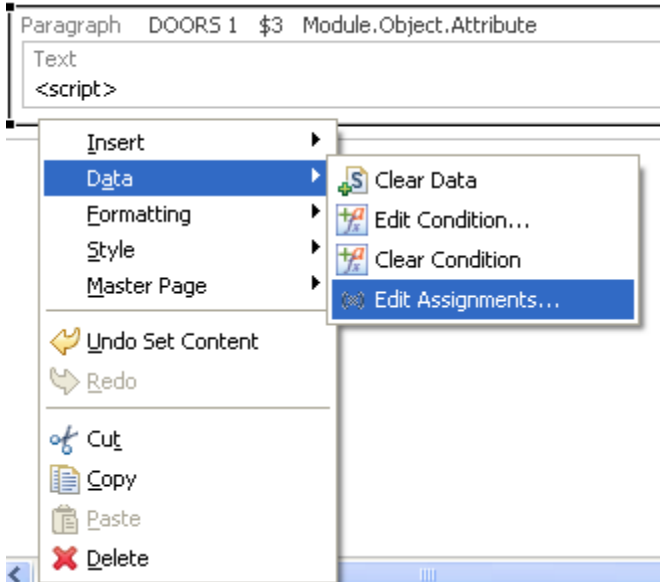 Paragraph DOORS 1 $3 Module.Object.Attribute
Text
<script>
Insert
Data
Formatting
Style
Master Page
Undo Set Content
Redo
Cut
Copy
Paste
Delete
Clear Data
Edit Condition...
Clear Condition
Edit Assignments...